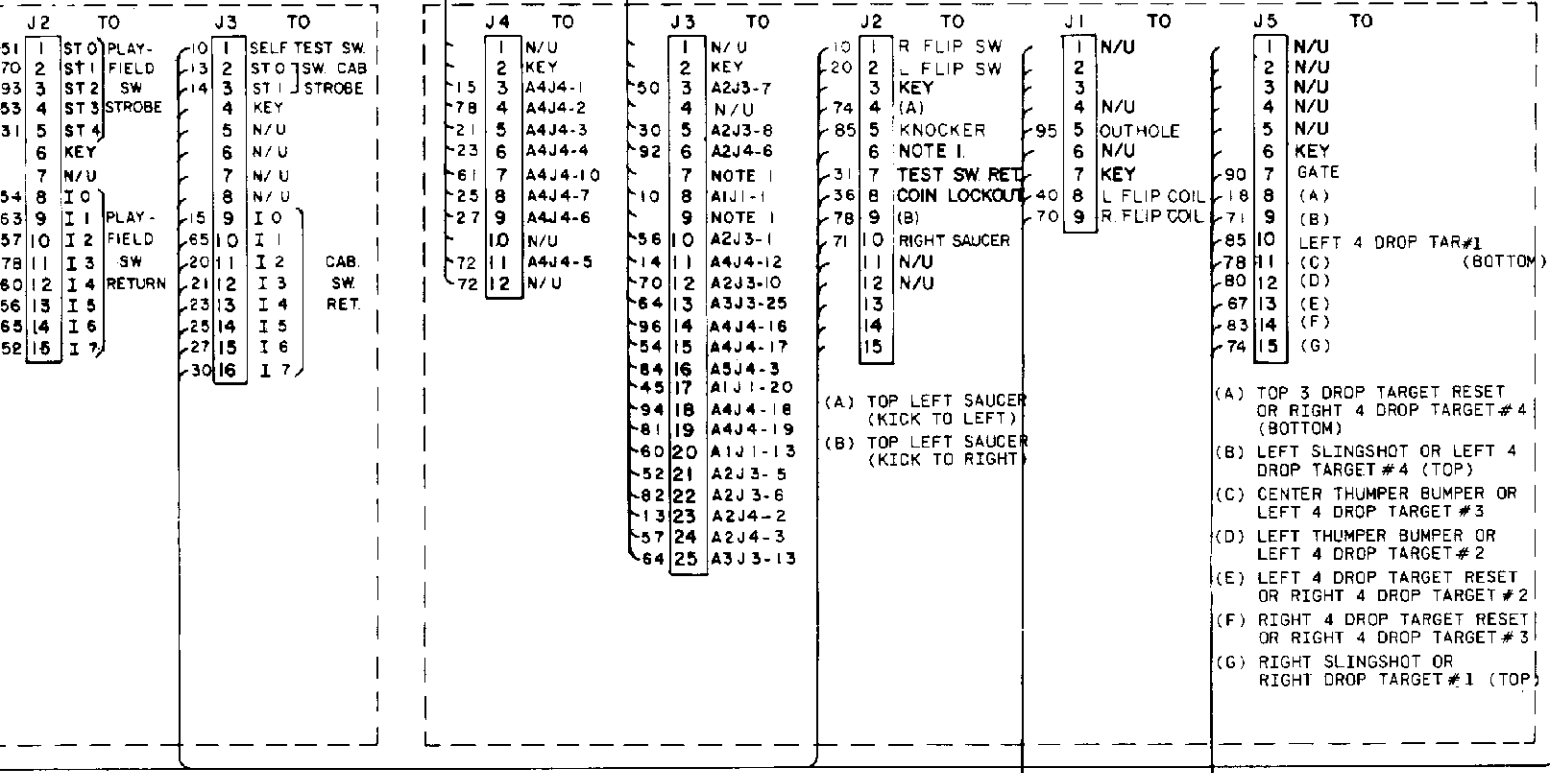 J2 TO
51 1 ST 0 PLAY-
70 2 ST 1 FIELD
93 3 ST 2 SW
53 4 ST 3 STROBE
31 5 ST 4
6 KEY
7 N/U
54 8 I 0
63 9 I 1 PLAY-
57 10 I 2 FIELD
78 11 I 3 SW
60 12 I 4 RETURN
56 13 I 5
65 14 I 6
52 15 I 7
J3 TO
10 1 SELF TEST SW.
13 2 ST 0 SW. CAB
14 3 ST 1 STROBE
4 KEY
5 N/U
6 N/U
7 N/U
8 N/U
15 9 I 0
65 10 I 1
20 11 I 2 CAB.
21 12 I 3 SW.
23 13 I 4 RET.
25 14 I 5
27 15 I 6
30 16 I 7
J4 TO
1 N/U
2 KEY
15 3 A4J4-1
78 4 A4J4-2
21 5 A4J4-3
23 6 A4J4-4
61 7 A4J4-10
25 8 A4J4-7
27 9 A4J4-6
10 N/U
72 11 A4J4-5
72 12 N/U
J3 TO
1 N/U
2 KEY
50 3 A2J3-7
4 N/U
30 5 A2J3-8
92 6 A2J4-6
7 NOTE 1
10 8 A1J1-1
9 NOTE 1
56 10 A2J3-1
14 11 A4J4-12
70 12 A2J3-10
64 13 A3J3-25
96 14 A4J4-16
54 15 A4J4-17
84 16 A5J4-3
45 17 A1J1-20
94 18 A4J4-18
81 19 A4J4-19
60 20 A1J1-13
52 21 A2J3-5
82 22 A2J3-6
13 23 A2J4-2
57 24 A2J4-3
64 25 A3J3-13
J2 TO
10 1 R FLIP SW
20 2 L FLIP SW
3 KEY
74 4 (A)
85 5 KNOCKER
6 NOTE 1.
31 7 TEST SW RET.
36 8 COIN LOCKOUT
78 9 (B)
71 10 RIGHT SAUCER
11 N/U
12 N/U
13
14
15
(A) TOP LEFT SAUCER
(KICK TO LEFT)
(B) TOP LEFT SAUCER
(KICK TO RIGHT)
J1 TO
1 N/U
2
3
4 N/U
95 5 OUTHOLE
6 N/U
7 KEY
40 8 L FLIP COIL
70 9 R. FLIP COIL
J5 TO
1 N/U
2 N/U
3 N/U
4 N/U
5 N/U
6 KEY
90 7 GATE
18 8 (A)
71 9 (B)
85 10 LEFT 4 DROP TAR#1
(BOTTOM)
78 11 (C)
80 12 (D)
67 13 (E)
83 14 (F)
74 15 (G)
(A) TOP 3 DROP TARGET RESET
OR RIGHT 4 DROP TARGET#4
(BOTTOM)
(B) LEFT SLINGSHOT OR LEFT 4
DROP TARGET #4 (TOP)
(C) CENTER THUMPER BUMPER OR
LEFT 4 DROP TARGET #3
(D) LEFT THUMPER BUMPER OR
LEFT 4 DROP TARGET #2
(E) LEFT 4 DROP TARGET RESET
OR RIGHT 4 DROP TARGET #2
(F) RIGHT 4 DROP TARGET RESET
OR RIGHT 4 DROP TARGET #3
(G) RIGHT SLINGSHOT OR
RIGHT DROP TARGET #1 (TOP)